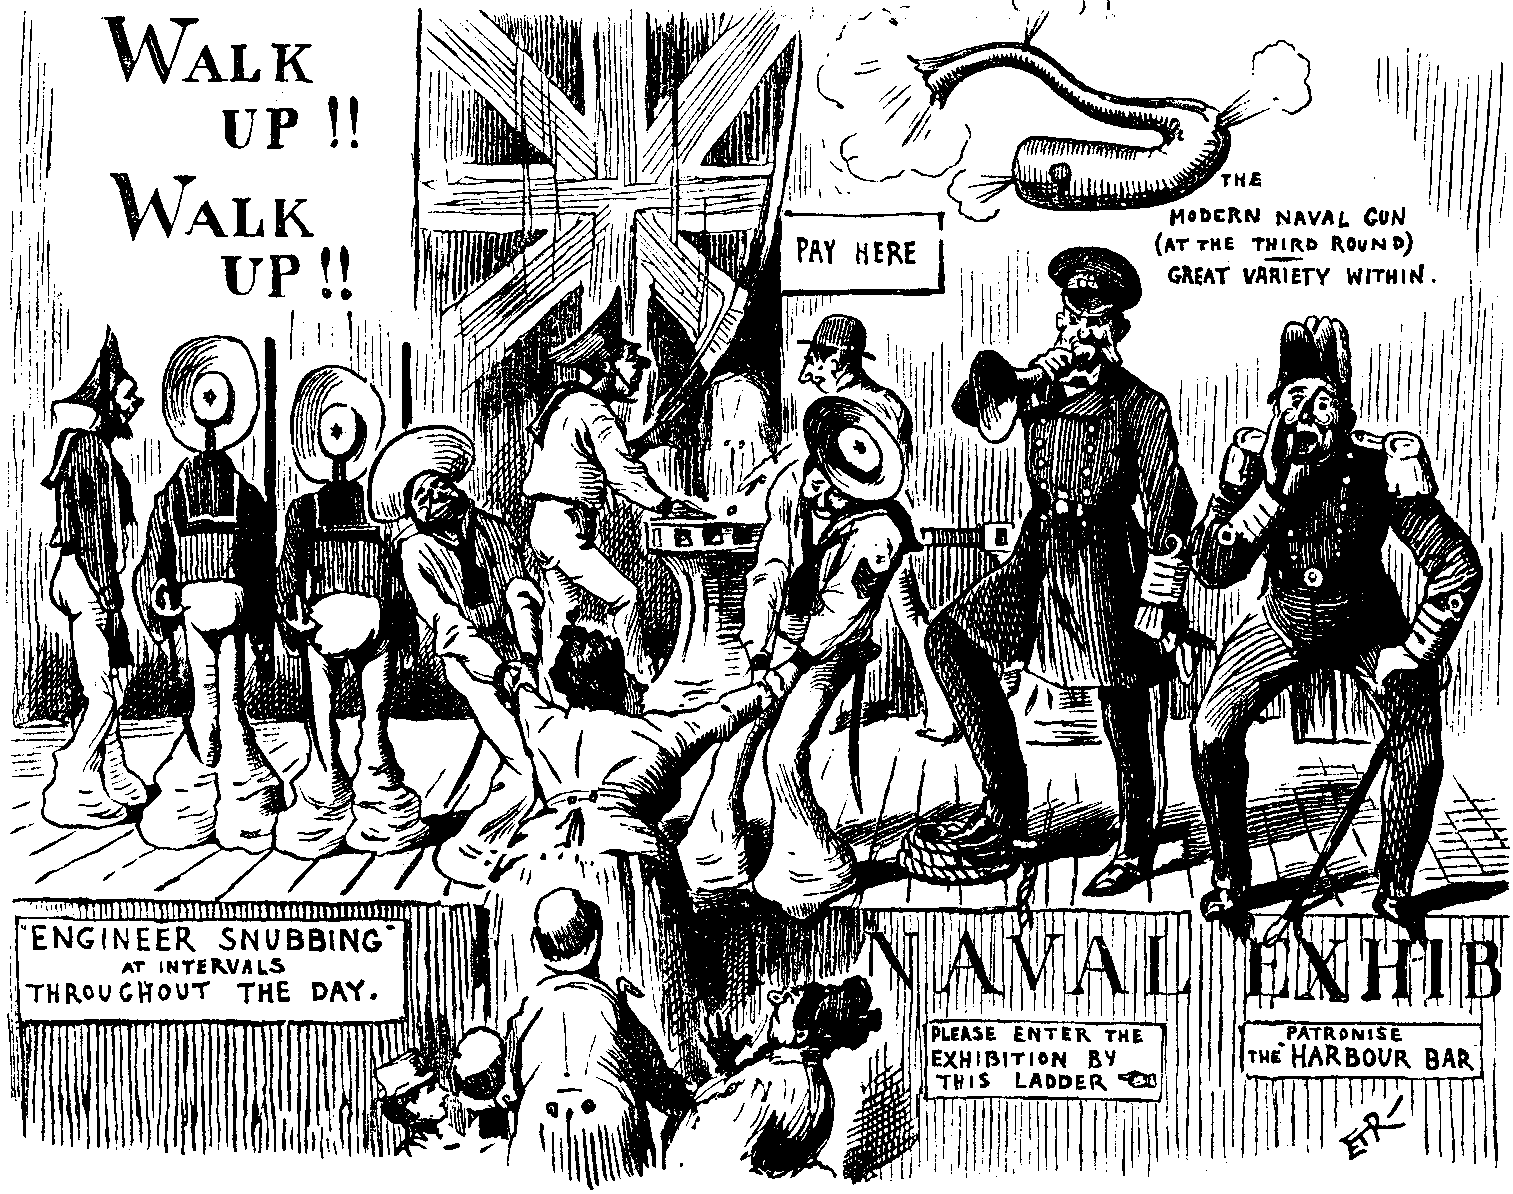 WALK
UP !!
WALK
UP !!
PAY HERE
THE
MODERN NAVAL GUN
(AT THE THIRD ROUND)
GREAT VARIETY WITHIN.
"ENGINEER SNUBBING"
AT INTERVALS
THROUGHOUT THE DAY.
NAVAL EXHIB
PLEASE ENTER THE
EXHIBITION BY
THIS LADDER
PATRONISE
THE "HARBOUR BAR